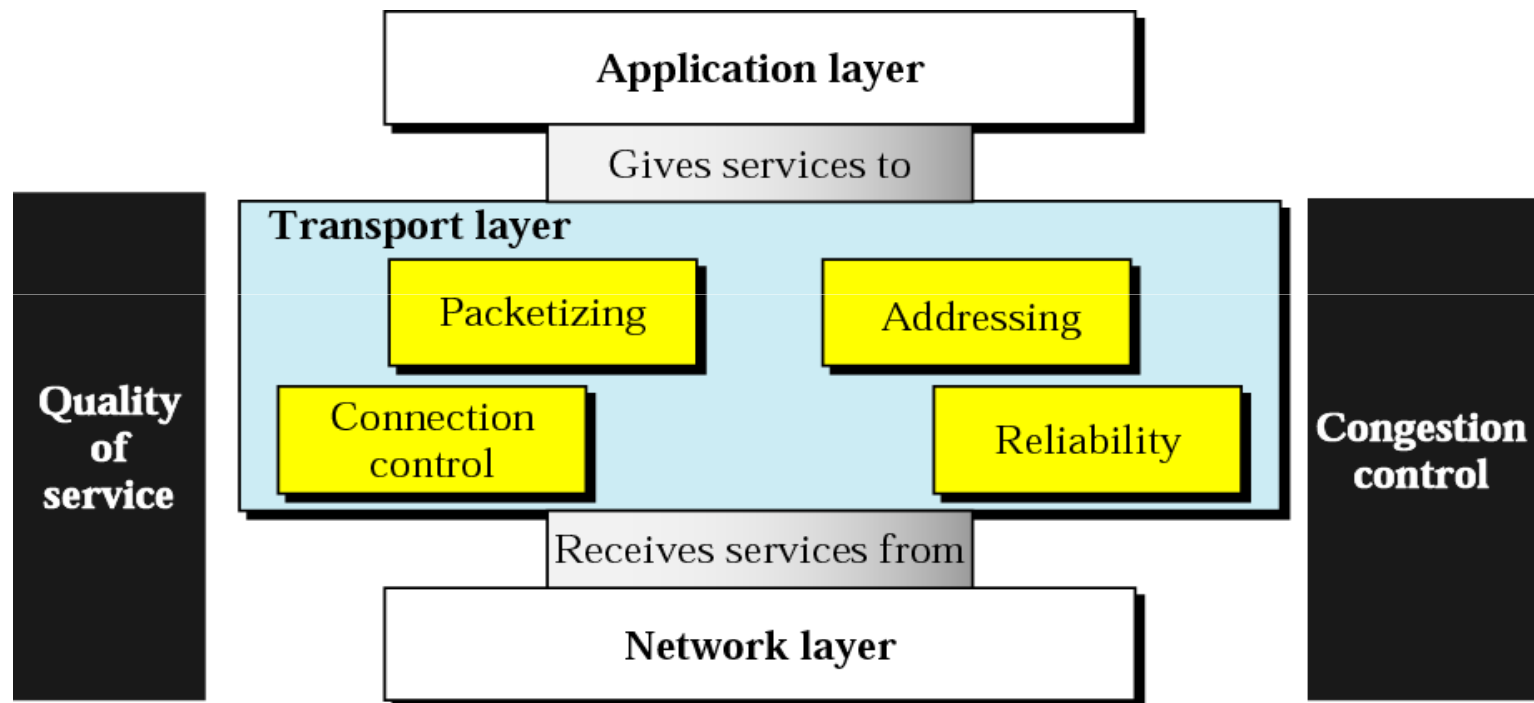 Application layer
Gives services to
Transport layer
Packetizing
Addressing
Connection
control
Reliability
Quality
of
service
Congestion
control
Receives services from
Network layer